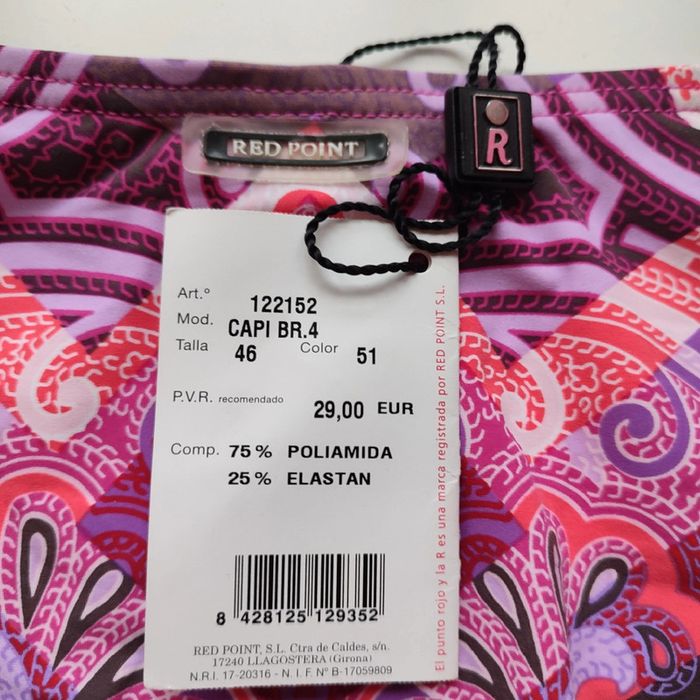 RED POINT
R
Art.º 122152
Mod. CAPI BR.4
Talla 46 Color 51
P.V.R. recomendado 29,00 EUR
Comp. 75 % POLIAMIDA
25 % ELASTAN
8 428125 129352
RED POINT, S.L. Ctra de Caldes, s/n.
17240 LLAGOSTERA (Girona)
N.R.I. 17-20316 - N.I.F. Nº B-17059809
El punto rojo y la R es una marca registrada por RED POINT S.L.